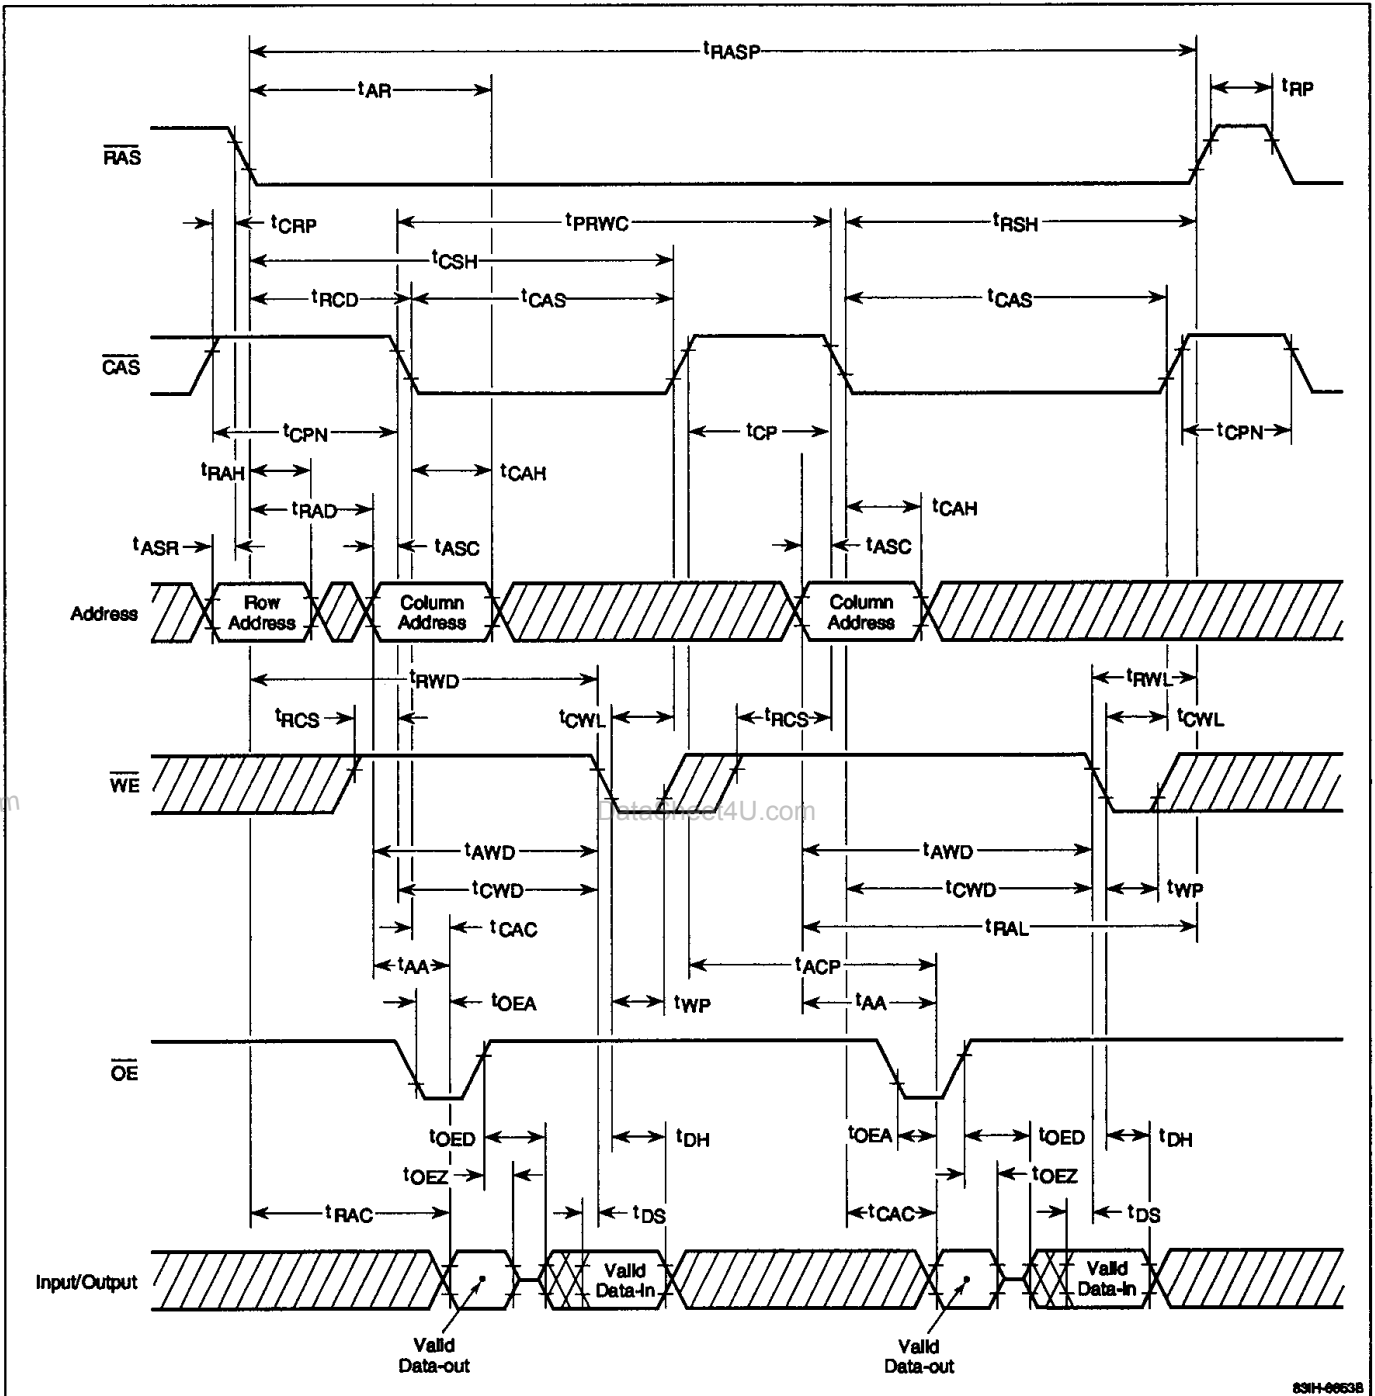 tRASP
tAR
tRP
RAS
tCRP
tPRWC
tRSH
tCSH
tRCD
tCAS
tCAS
CAS
tCPN
tCP
tCPN
tRAH
tCAH
tRAD
tCAH
tASR
tASC
tASC
Address
Row
Address
Column
Address
Column
Address
tRWD
tRWL
tRCS
tCWL
tRCS
tCWL
WE
m
DataSheet4U.com
tAWD
tAWD
tCWD
tCWD
tWP
tCAC
tRAL
tAA
tACP
tOEA
tWP
tAA
OE
tOED
tDH
tOEA
tOED
tDH
tOEZ
tOEZ
tRAC
tDS
tCAC
tDS
Input/Output
Valid
Data-In
Valid
Data-In
Valid
Data-out
Valid
Data-out
83IH-6653B